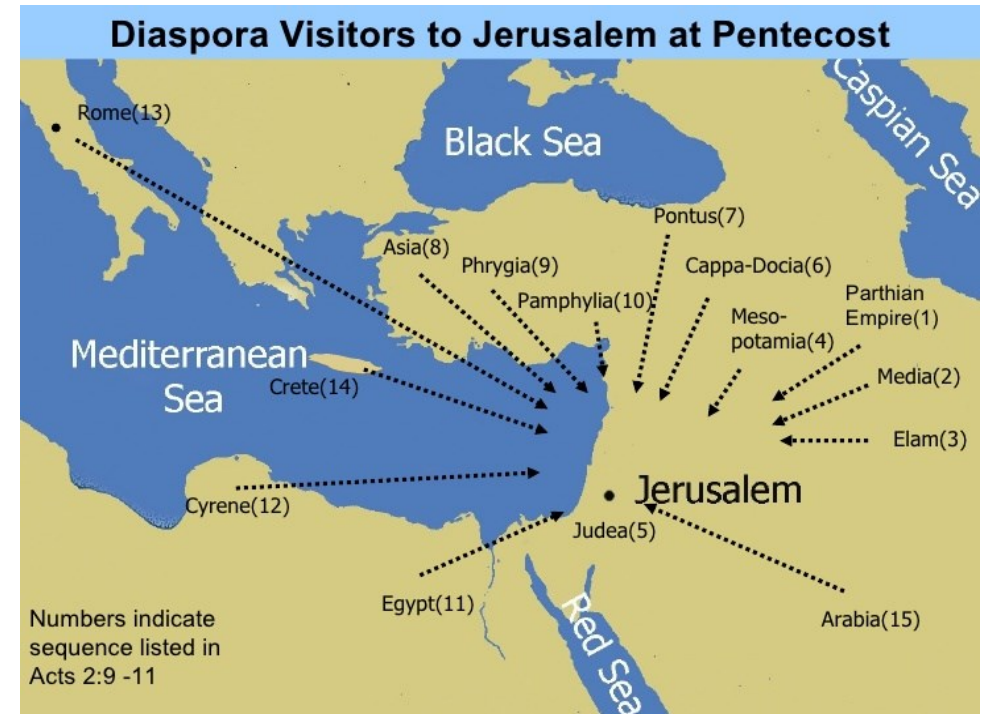 Diaspora Visitors to Jerusalem at Pentecost
Caspian Sea
Rome(13)
Black Sea
Pontus(7)
Asia(8)
Phrygia(9)
Cappa-Docia(6)
Pamphylia(10)
Parthian
Empire(1)
Meso-
potamia(4)
Mediterranean
Sea
Crete(14)
Media(2)
Elam(3)
Jerusalem
Cyrene(12)
Judea(5)
Egypt(11)
Red Sea
Arabia(15)
Numbers indicate
sequence listed in
Acts 2:9 -11